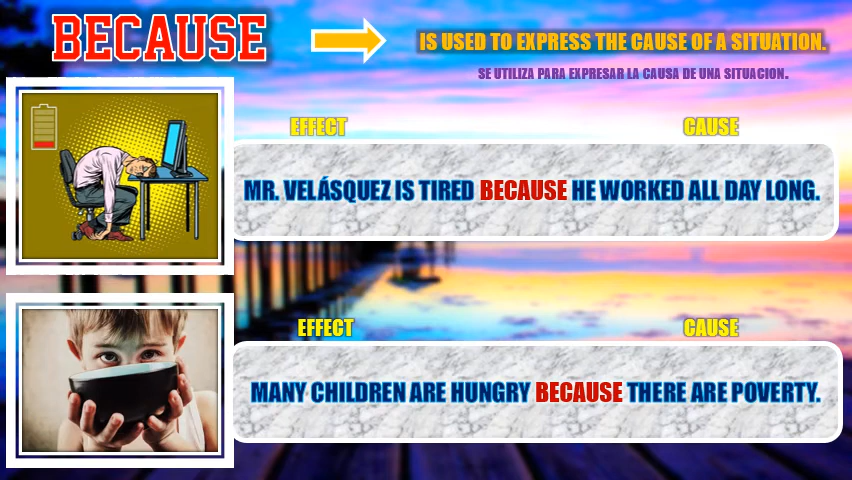 BECAUSE
IS USED TO EXPRESS THE CAUSE OF A SITUATION.
SE UTILIZA PARA EXPRESAR LA CAUSA DE UNA SITUACION.
EFFECT
CAUSE
MR. VELÁSQUEZ IS TIRED BECAUSE HE WORKED ALL DAY LONG.
EFFECT
CAUSE
MANY CHILDREN ARE HUNGRY BECAUSE THERE ARE POVERTY.